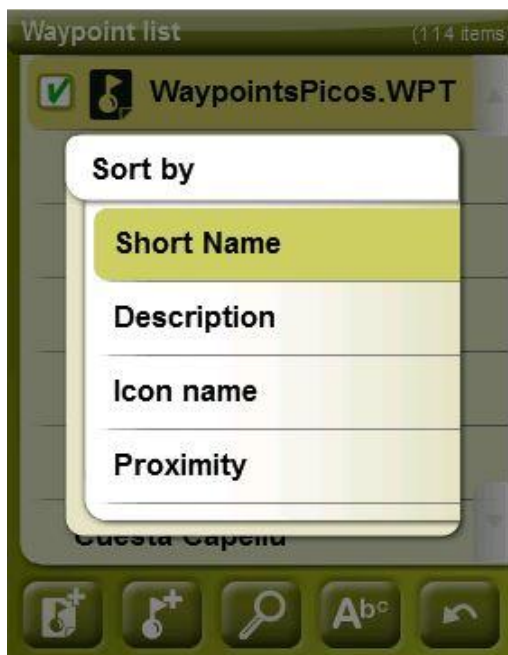 Waypoint list (114 items
WaypointsPicos.WPT
Sort by
Short Name
Description
Icon name
Proximity
Cuesta Capellu
Abc